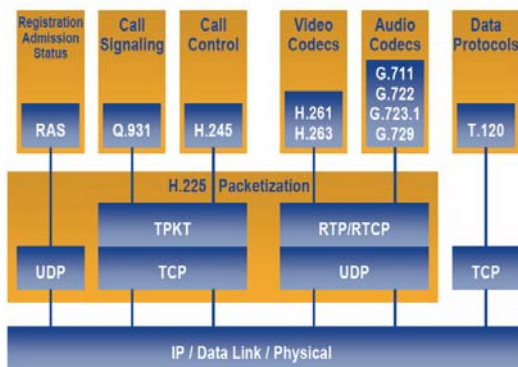 Registration
Admission
Status
Call
Signaling
Call
Control
Video
Codecs
Audio
Codecs
Data
Protocols
RAS
Q.931
H.245
H.261
H.263
G.711
G.722
G.723.1
G.729
T.120
H.225 Packetization
TPKT
RTP/RTCP
UDP
TCP
UDP
TCP
IP / Data Link / Physical